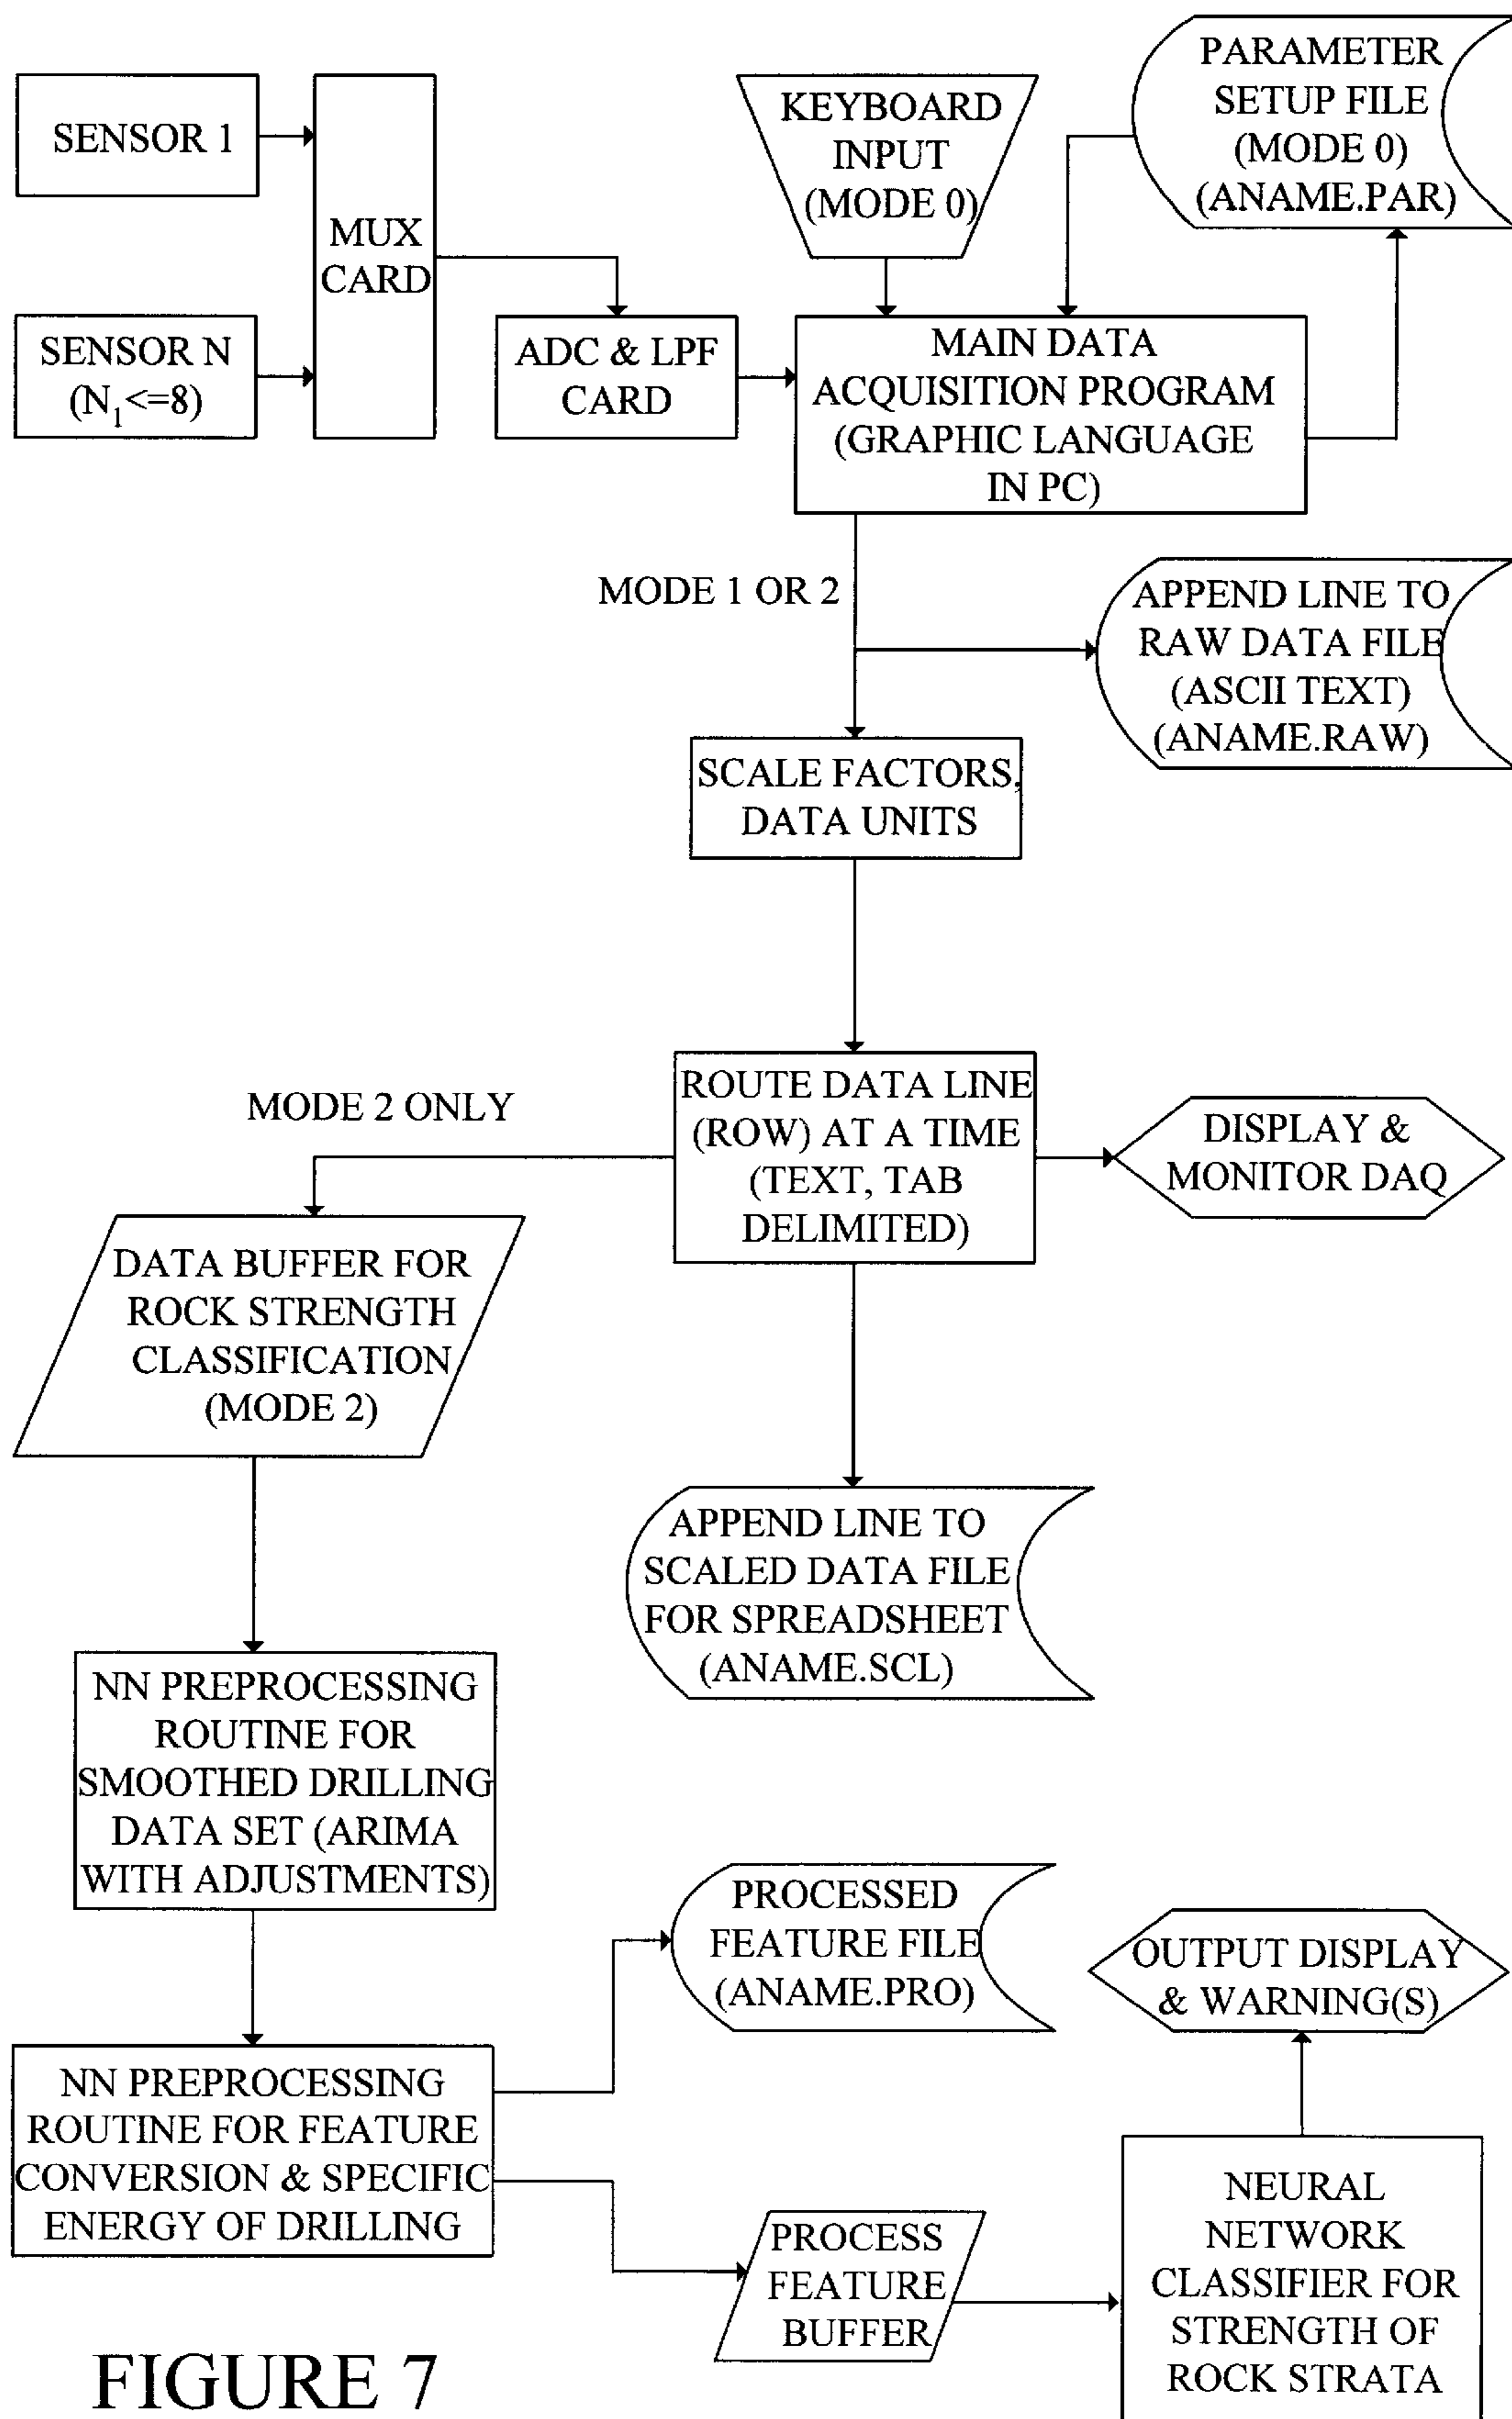 PARAMETER
SETUP FILE
(MODE 0)
(ANAME.PAR)
KEYBOARD
INPUT
(MODE 0)
SENSOR 1
MUX
CARD
SENSOR N
(N₁<=8)
ADC & LPF
CARD
MAIN DATA
ACQUISITION PROGRAM
(GRAPHIC LANGUAGE
IN PC)
MODE 1 OR 2
APPEND LINE TO
RAW DATA FILE
(ASCII TEXT)
(ANAME.RAW)
SCALE FACTORS,
DATA UNITS
MODE 2 ONLY
ROUTE DATA LINE
(ROW) AT A TIME
(TEXT, TAB
DELIMITED)
DISPLAY &
MONITOR DAQ
DATA BUFFER FOR
ROCK STRENGTH
CLASSIFICATION
(MODE 2)
APPEND LINE TO
SCALED DATA FILE
FOR SPREADSHEET
(ANAME.SCL)
NN PREPROCESSING
ROUTINE FOR
SMOOTHED DRILLING
DATA SET (ARIMA
WITH ADJUSTMENTS)
PROCESSED
FEATURE FILE
(ANAME.PRO)
OUTPUT DISPLAY
& WARNING(S)
NN PREPROCESSING
ROUTINE FOR FEATURE
CONVERSION & SPECIFIC
ENERGY OF DRILLING
PROCESS
FEATURE
BUFFER
NEURAL
NETWORK
CLASSIFIER FOR
STRENGTH OF
ROCK STRATA
FIGURE 7